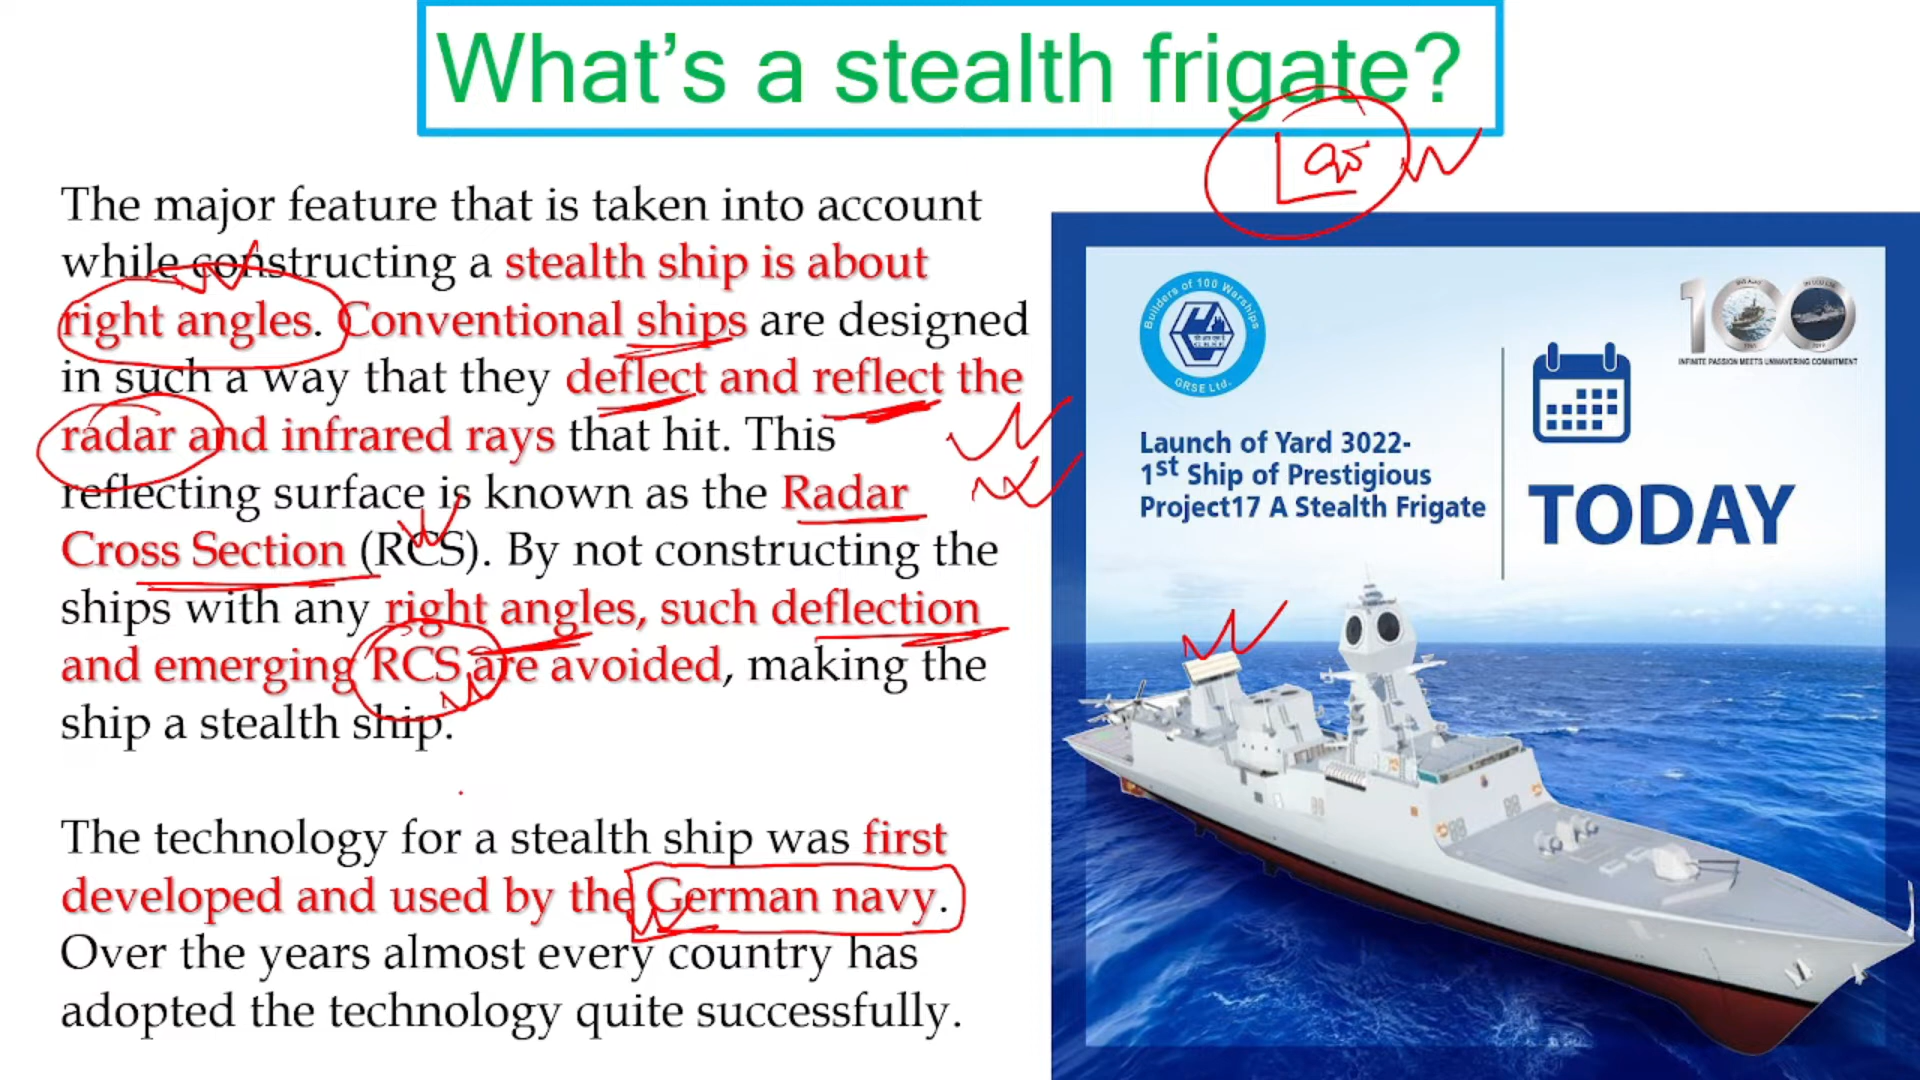 What's a stealth frigate?
90
The major feature that is taken into account
while constructing a stealth ship is about
right angles. Conventional ships are designed
in such a way that they deflect and reflect the
radar and infrared rays that hit. This
reflecting surface is known as the Radar
Cross Section (RCS). By not constructing the
ships with any right angles, such deflection
and emerging RCS are avoided, making the
ship a stealth ship.
The technology for a stealth ship was first
developed and used by the German navy.
Over the years almost every country has
adopted the technology quite successfully.
Builders of 100 Warships
GRSE Ltd.
100
INFINITE PASSION MEETS UNWAVERING COMMITMENT
Launch of Yard 3022-
1st Ship of Prestigious
Project17 A Stealth Frigate
TODAY